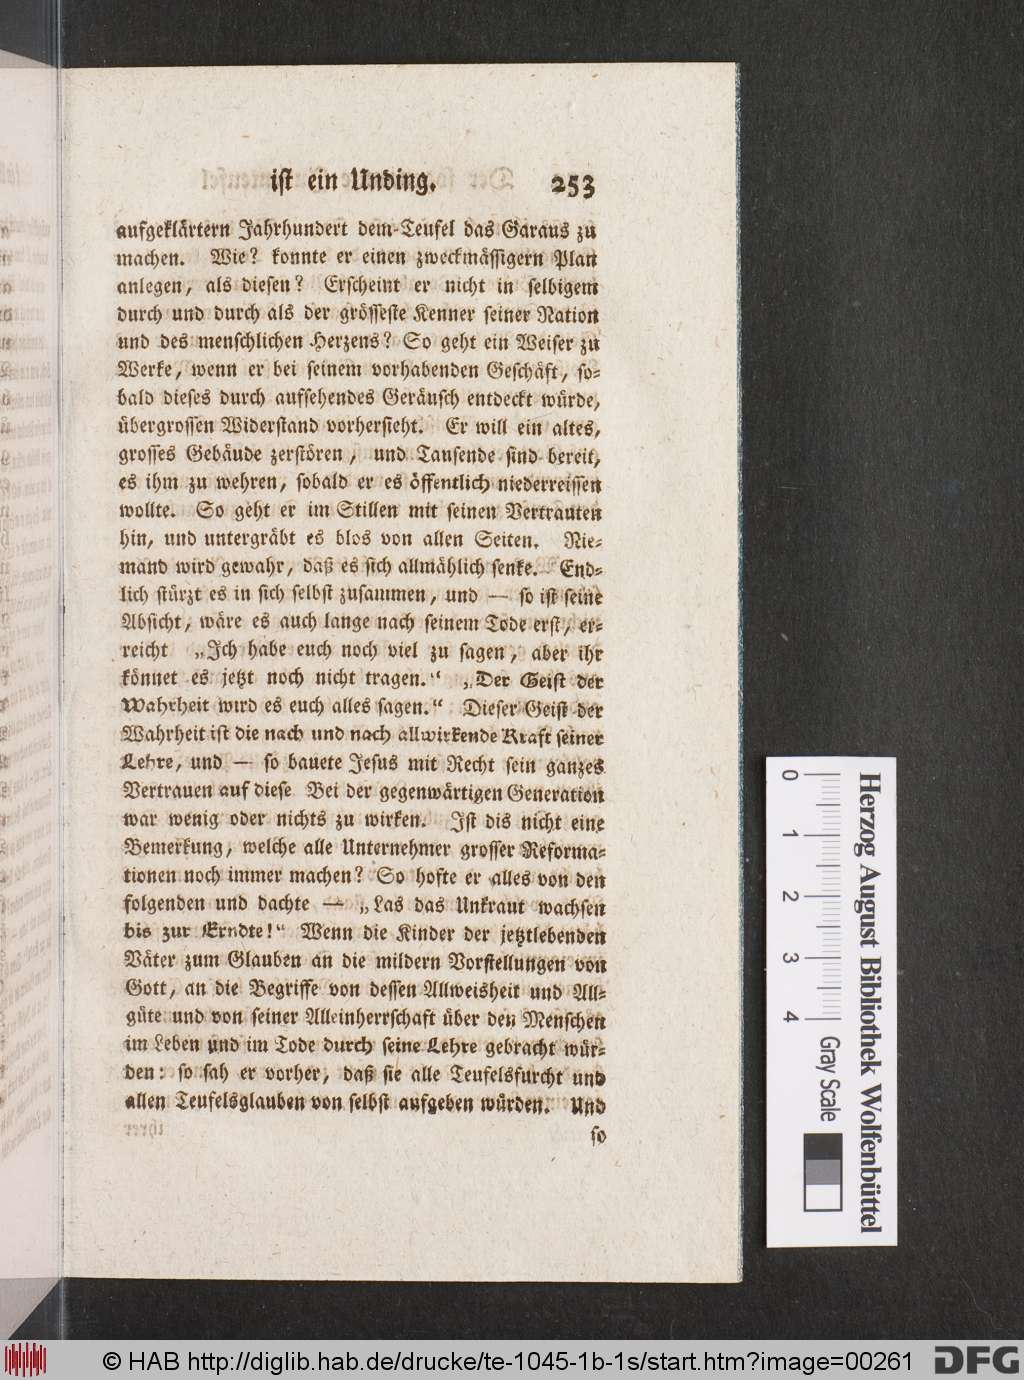 ist ein Unding. 253
aufgeklärtern Jahrhundert dem Teufel das Garaus zu
machen. Wie? konnte er einen zweckmässigern Plan
anlegen, als diesen? Erscheint er nicht in selbigem
durch und durch als der grösseste Kenner seiner Nation
und des menschlichen Herzens? So geht ein Weiser zu
Werke, wenn er bei seinem vorhabenden Geschäft, so-
bald dieses durch aufsehendes Geräusch entdeckt würde,
übergrossen Widerstand vorhersieht. Er will ein altes,
grosses Gebäude zerstören, und Tausende sind bereit,
es ihm zu wehren, sobald er es öffentlich niederreissen
wollte. So geht er im Stillen mit seinen Vertrauten
hin, und untergräbt es blos von allen Seiten. Nie-
mand wird gewahr, daß es sich allmählich senke. End-
lich stürzt es in sich selbst zusammen, und — so ist seine
Absicht, wäre es auch lange nach seinem Tode erst, er-
reicht „Ich habe euch noch viel zu sagen, aber ihr
könnet es jetzt noch nicht tragen.“ „Der Geist der
Wahrheit wird es euch alles sagen.“ Dieser Geist der
Wahrheit ist die nach und nach allwirkende Kraft seiner
Lehre, und — so bauete Jesus mit Recht sein ganzes
Vertrauen auf diese Bei der gegenwärtigen Generation
war wenig oder nichts zu wirken. Ist dis nicht eine
Bemerkung, welche alle Unternehmer grosser Reforma-
tionen noch immer machen? So hofte er alles von den
folgenden und dachte — „Las das Unkraut wachsen
bis zur Erndte!“ Wenn die Kinder der jetztlebenden
Väter zum Glauben an die mildern Vorstellungen von
Gott, an die Begriffe von dessen Allweisheit und All-
güte und von seiner Alleinherrschaft über den Menschen
im Leben und im Tode durch seine Lehre gebracht wür-
den: so sah er vorher, daß sie alle Teufelsfurcht und
allen Teufelsglauben von selbst aufgeben würden. Und
so
0 1 2 3 4 Gray Scale
Herzog August Bibliothek Wolfenbüttel
© HAB http://diglib.hab.de/drucke/te-1045-1b-1s/start.htm?image=00261 DFG